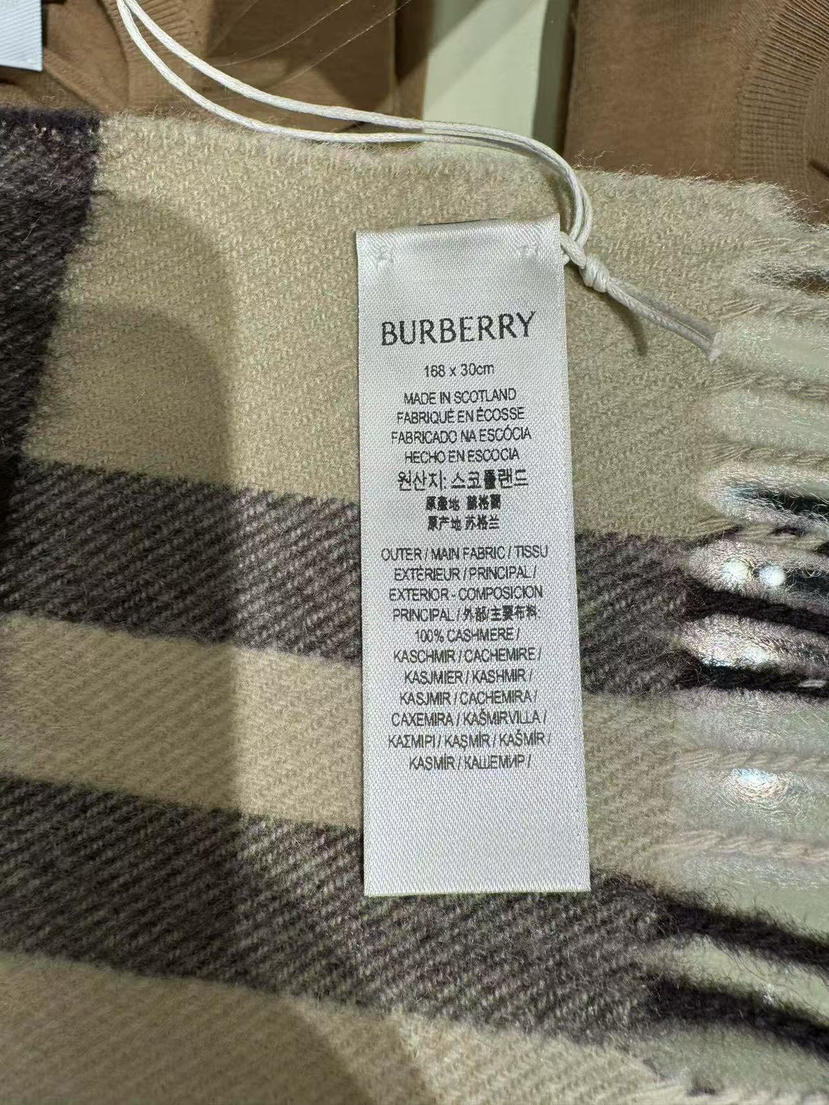 BURBERRY
168 x 30cm
MADE IN SCOTLAND
FABRIQUÉ EN ÉCOSSE
FABRICADO NA ESCÓCIA
HECHO EN ESCOCIA
원산지: 스코틀랜드
原產地 蘇格蘭
原产地 苏格兰
OUTER / MAIN FABRIC / TISSU
EXTÉRIEUR / PRINCIPAL /
EXTERIOR - COMPOSICION
PRINCIPAL / 外部/主要布料:
100% CASHMERE /
KASCHMIR / CACHEMIRE /
KASJMIER / KASHMIR /
KASJMIR / CACHEMIRA /
CAXEMIRA / KAŠMIRVILLA /
ΚΑΣΜΙΡΙ / KAŞMİR / KAŠMÍR /
KASMÍR / КАШЕМИР /